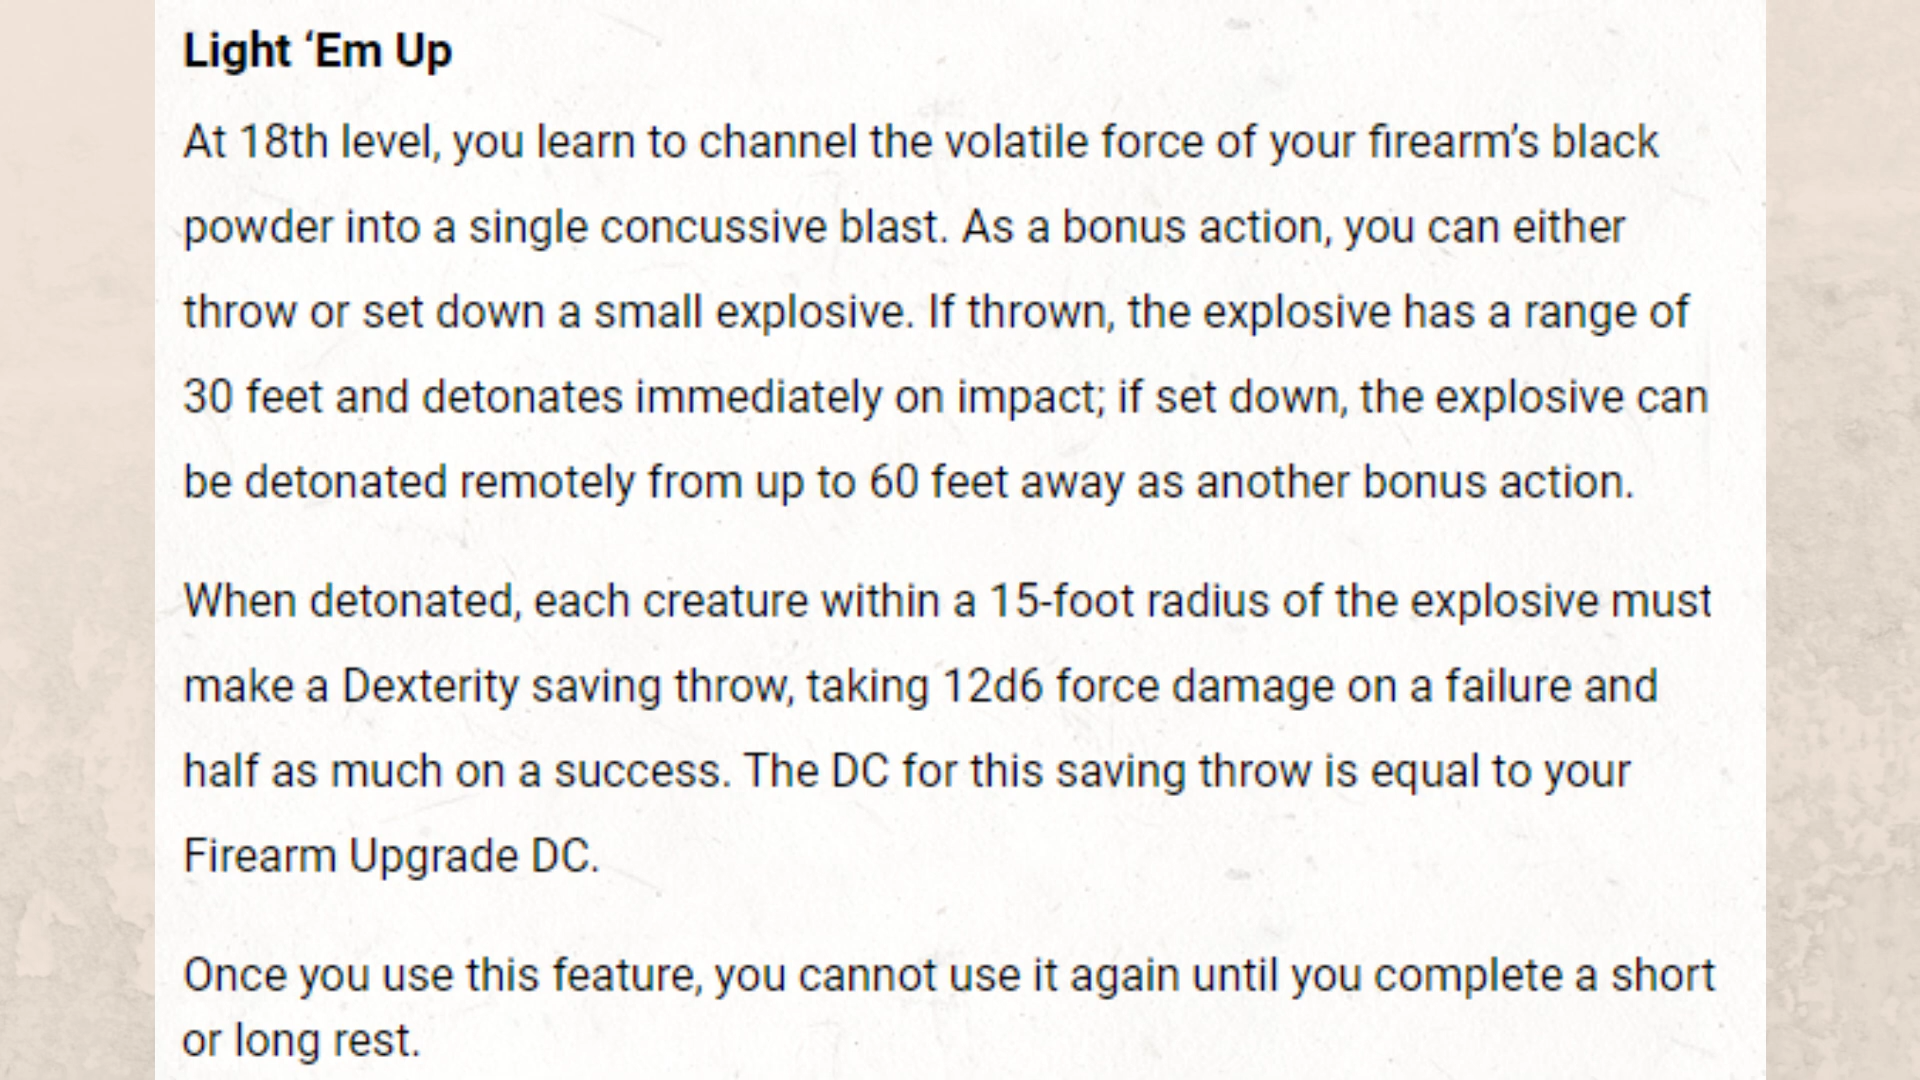 Light ‘Em Up
At 18th level, you learn to channel the volatile force of your firearm’s black
powder into a single concussive blast. As a bonus action, you can either
throw or set down a small explosive. If thrown, the explosive has a range of
30 feet and detonates immediately on impact; if set down, the explosive can
be detonated remotely from up to 60 feet away as another bonus action.
When detonated, each creature within a 15-foot radius of the explosive must
make a Dexterity saving throw, taking 12d6 force damage on a failure and
half as much on a success. The DC for this saving throw is equal to your
Firearm Upgrade DC.
Once you use this feature, you cannot use it again until you complete a short
or long rest.